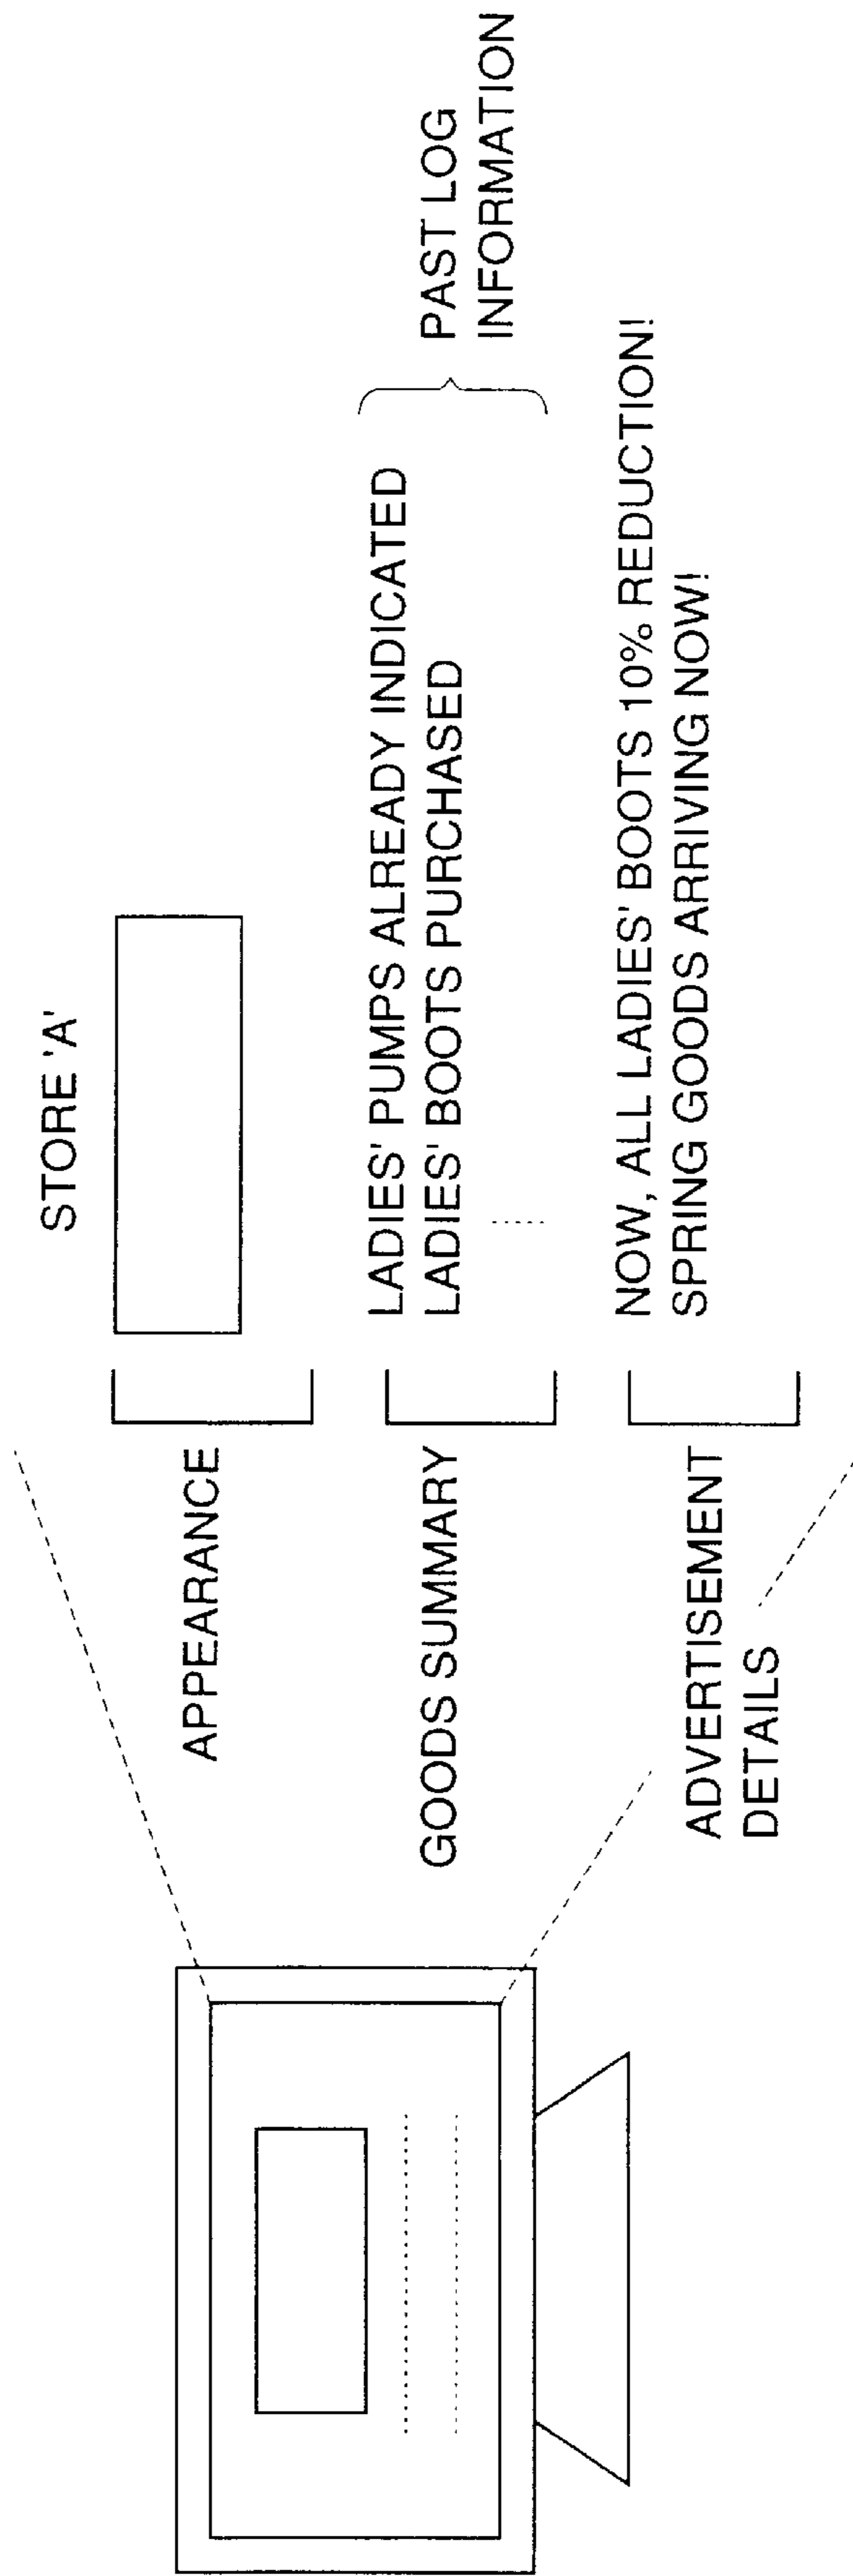 STORE 'A'
APPEARANCE
GOODS SUMMARY
LADIES' PUMPS ALREADY INDICATED
LADIES' BOOTS PURCHASED
PAST LOG
INFORMATION
ADVERTISEMENT
DETAILS
NOW, ALL LADIES' BOOTS 10% REDUCTION!
SPRING GOODS ARRIVING NOW!